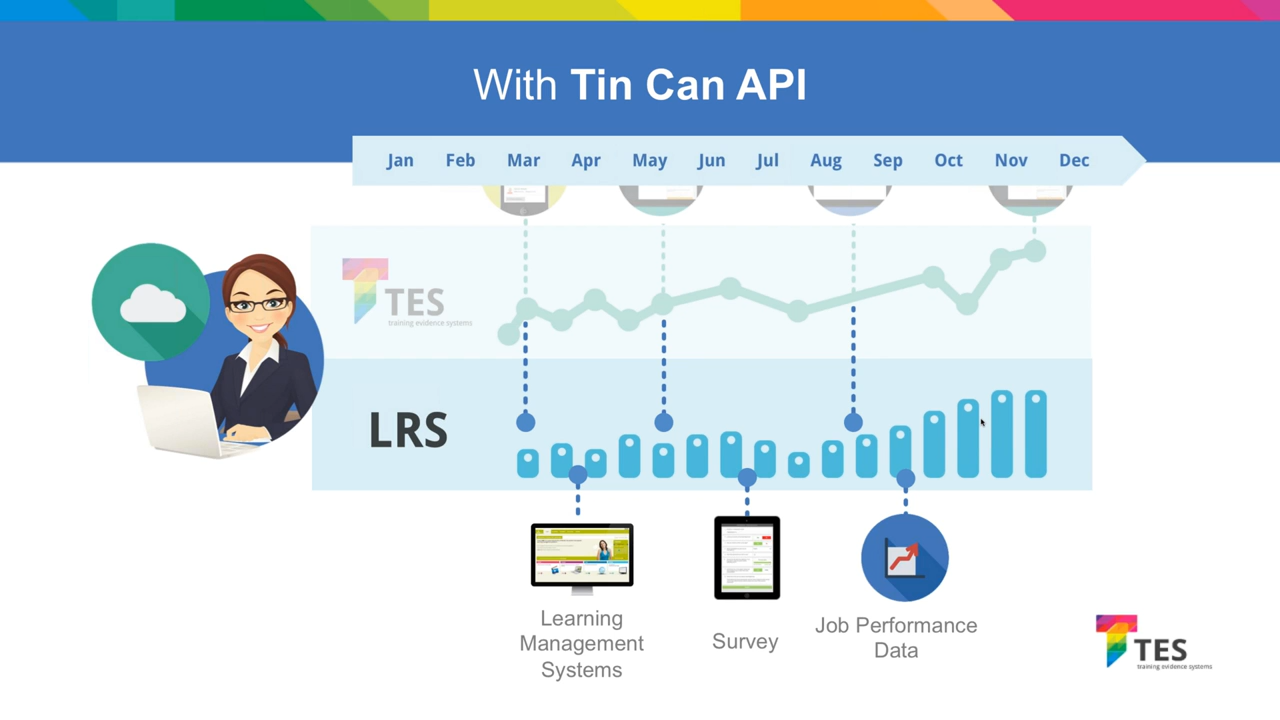 With Tin Can API
Jan Feb Mar Apr May Jun Jul Aug Sep Oct Nov Dec
TES
training evidence systems
LRS
Learning
Management
Systems
Survey
Job Performance
Data
TES
training evidence systems